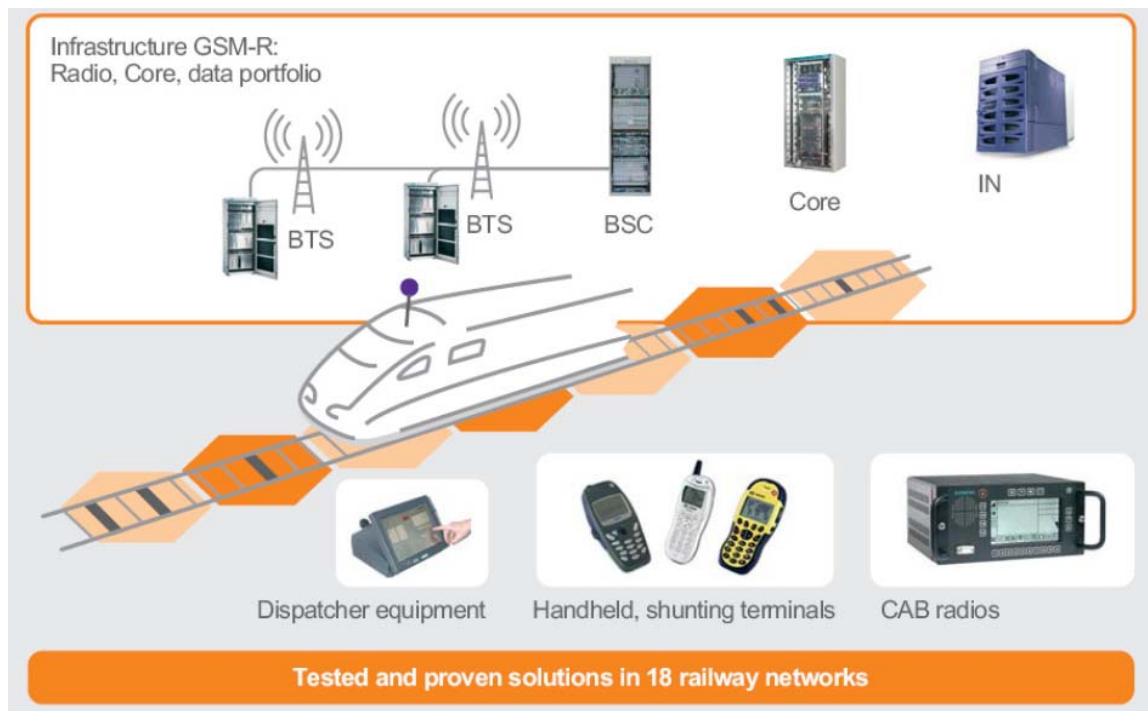 Infrastructure GSM-R:
Radio, Core, data portfolio
BTS
BTS
BSC
Core
IN
Dispatcher equipment
Handheld, shunting terminals
CAB radios
Tested and proven solutions in 18 railway networks